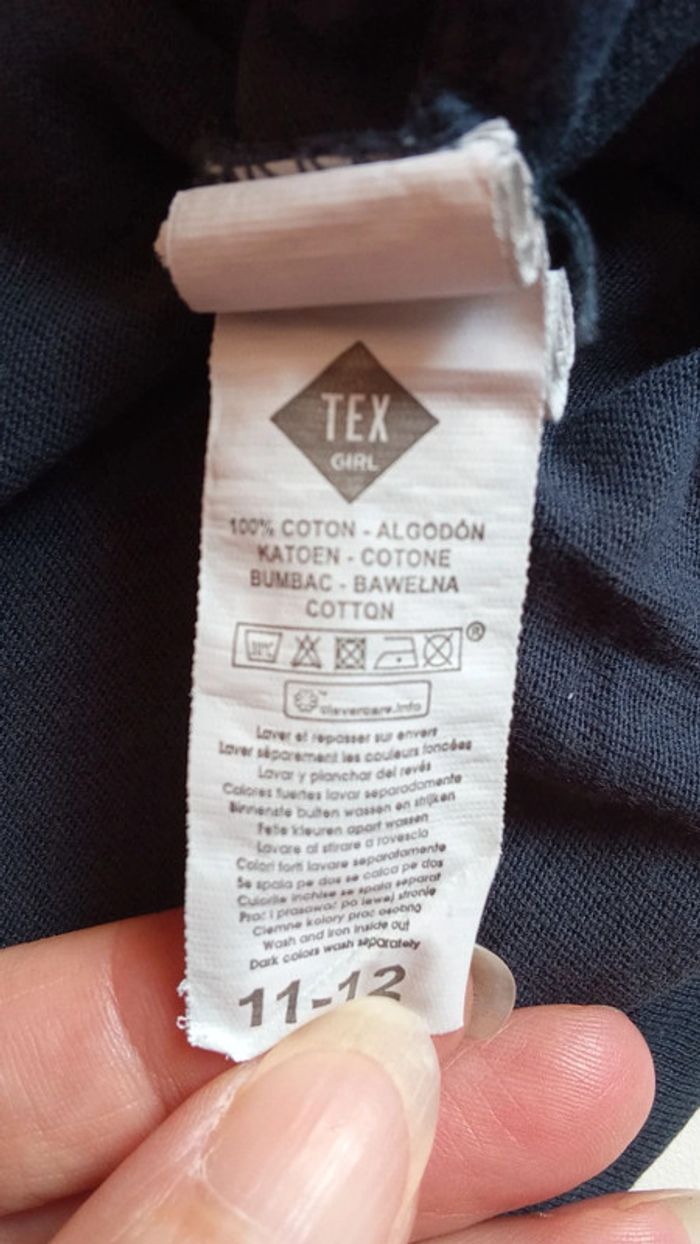 TEX
GIRL
100% COTON - ALGODÓN
KATOEN - COTONE
BUMBAC - BAWEŁNA
COTTON
30°C
®
™
clevercare.info
Laver et repasser sur envers
Laver séparement les couleurs foncées
Lavar y planchar del revés
Colores fuertes lavar separadamente
Binnenste buiten wassen en strijken
Felle kleuren apart wassen
Lavare al stirare a rovescio
Colori forti lavare separatamente
Se spala pe dos se calca pe dos
Culorile inchise se spala separat
Prać i prasować po lewej stronie
Ciemne kolory prac osobno
Wash and iron inside out
Dark colors wash separately
11-12